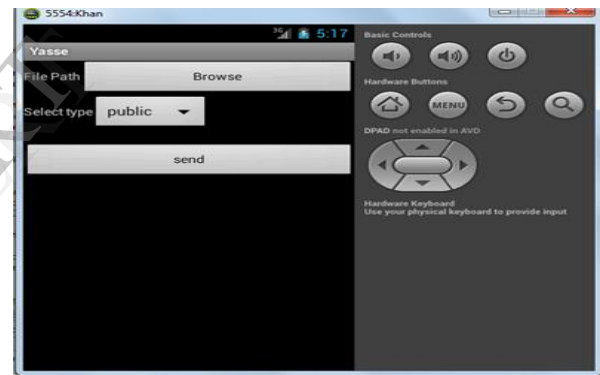 5554:Khan
3G 5:17
Yasse
File Path Browse
Select type public
send
Basic Controls
Hardware Buttons
MENU
DPAD not enabled in AVD
Hardware Keyboard
Use your physical keyboard to provide input